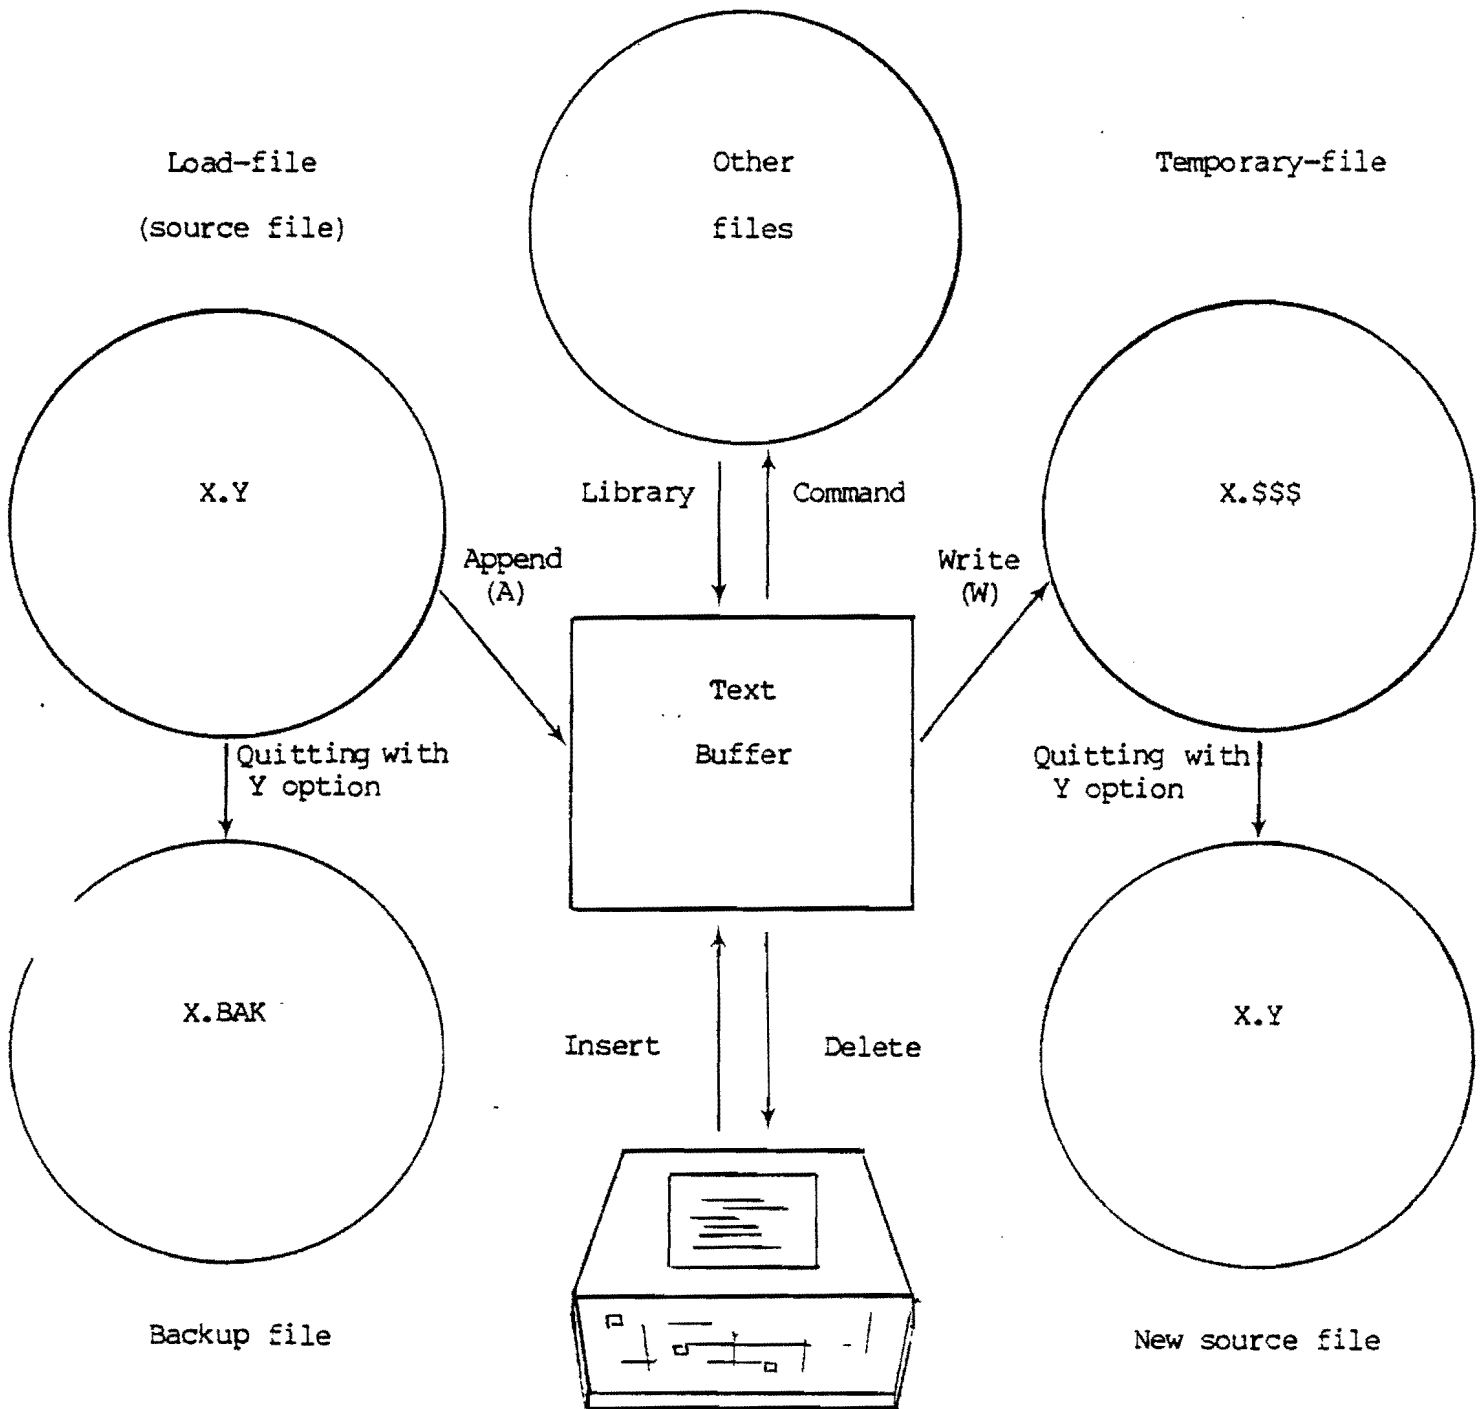 Load-file
(source file)
Other
files
Temporary-file
X.Y
Library
Command
X.$$$
Append
(A)
Write
(W)
Text
Buffer
Quitting with
Y option
Quitting with
Y option
X.BAK
X.Y
Insert
Delete
Backup file
New source file